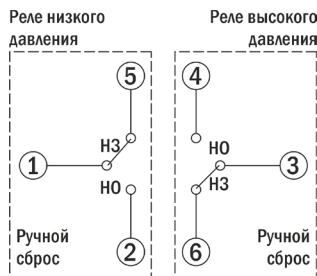 Реле низкого
давления
Реле высокого
давления
5
4
НЗ
НО
1
3
НО
НЗ
Ручной
сброс
2
6
Ручной
сброс